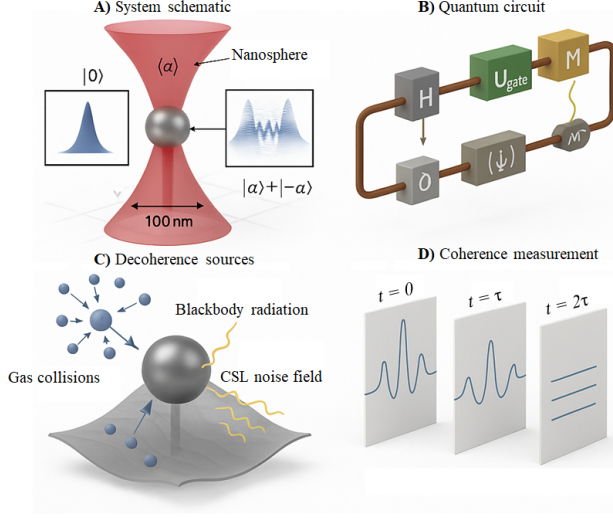 A) System schematic
⟨α⟩
Nanosphere
|0⟩
|α⟩+|−α⟩
100 nm
B) Quantum circuit
H
U_gate
M
O
C) Decoherence sources
Blackbody radiation
Gas collisions
CSL noise field
D) Coherence measurement
t = 0
t = τ
t = 2τ